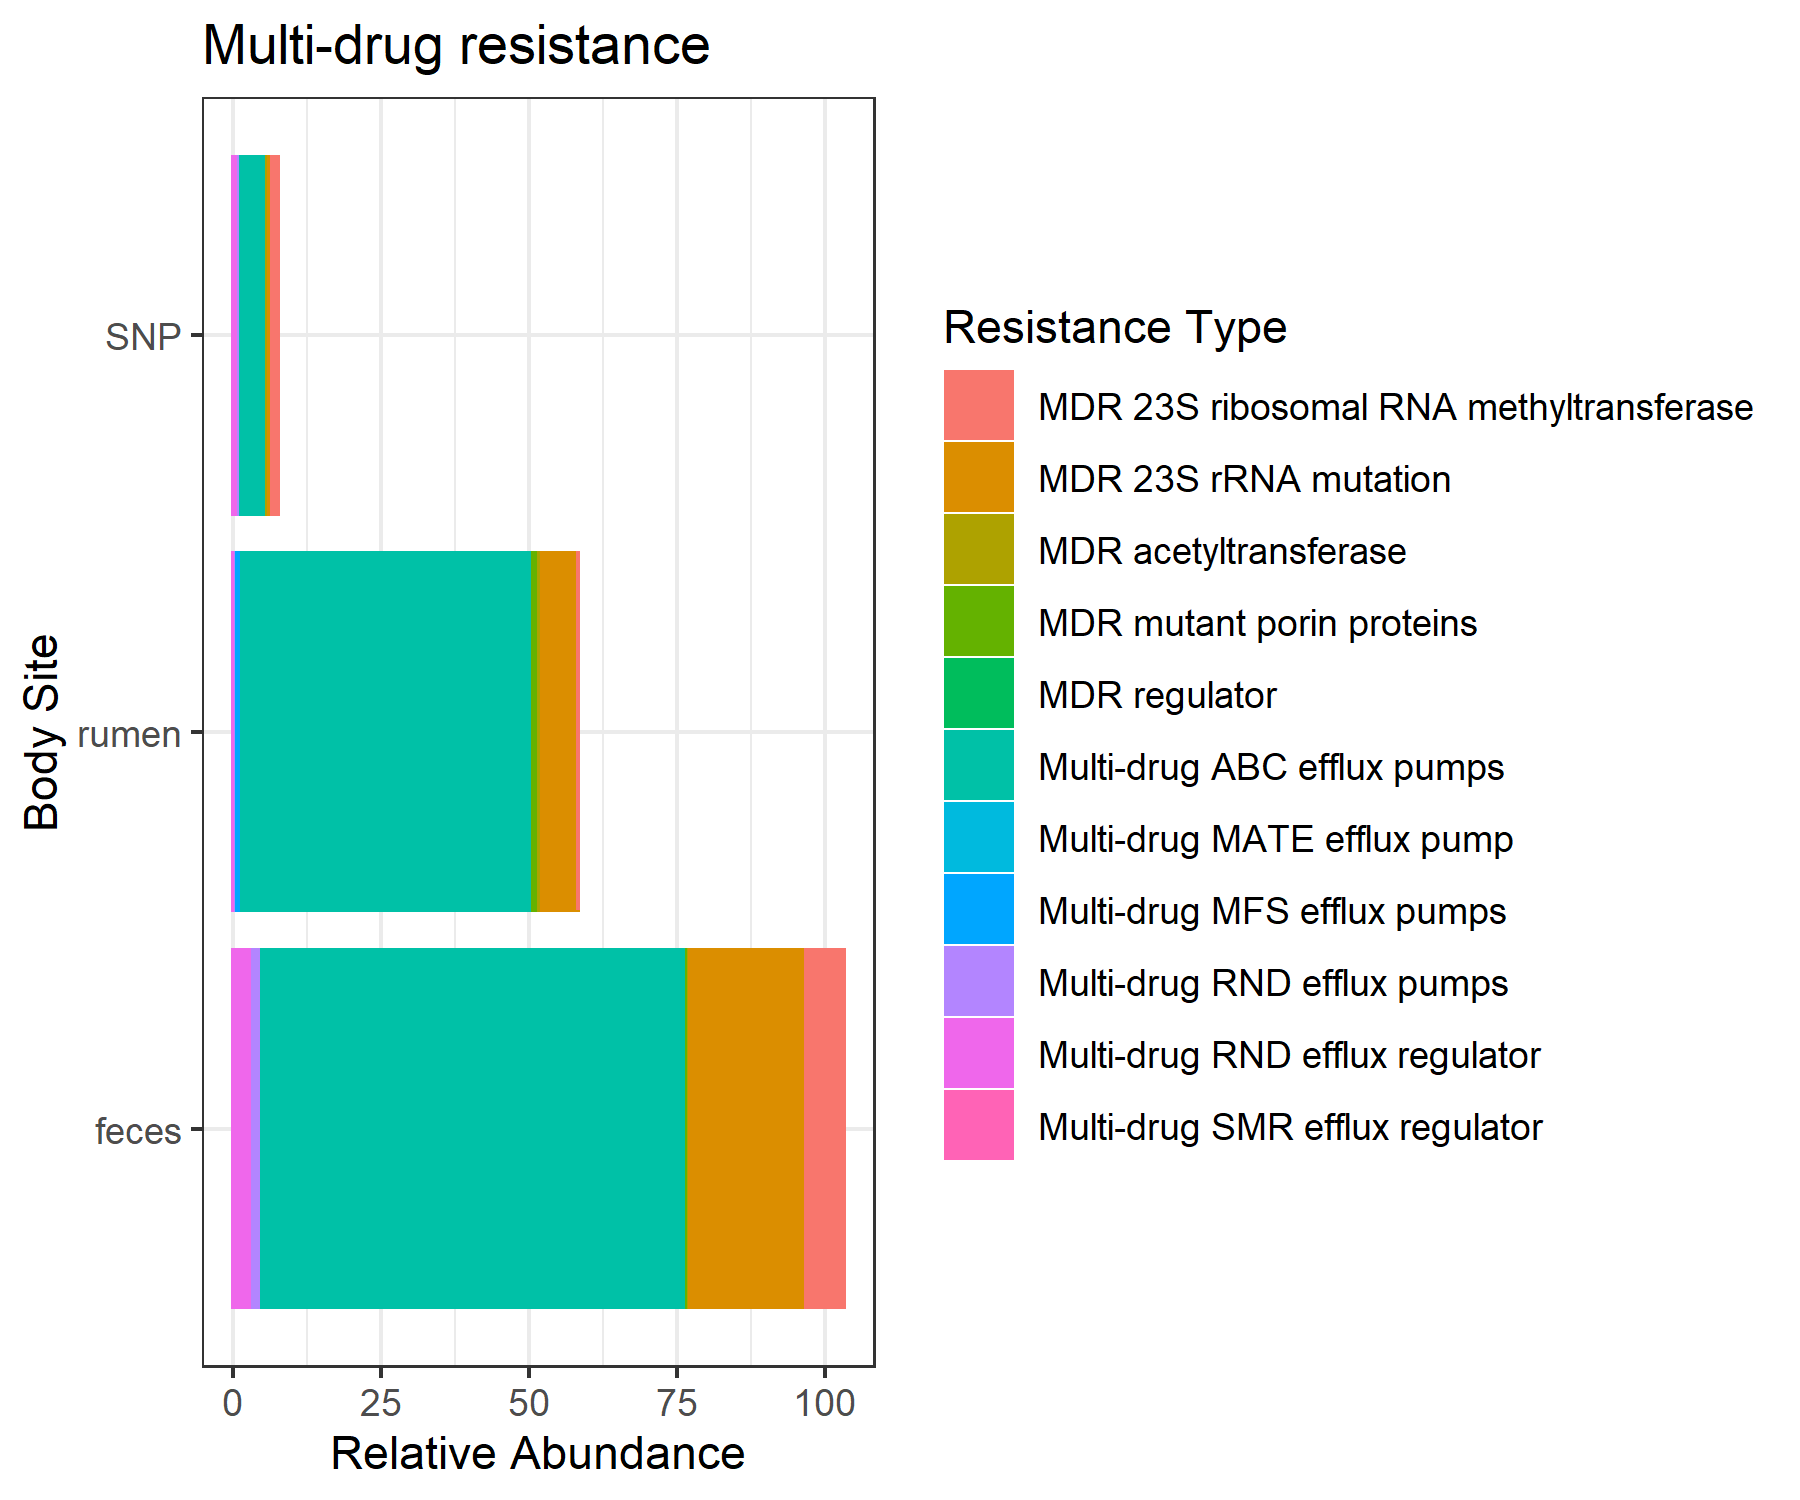 Multi-drug resistance
SNP
rumen
feces
Body Site
0 25 50 75 100
Relative Abundance
Resistance Type
MDR 23S ribosomal RNA methyltransferase
MDR 23S rRNA mutation
MDR acetyltransferase
MDR mutant porin proteins
MDR regulator
Multi-drug ABC efflux pumps
Multi-drug MATE efflux pump
Multi-drug MFS efflux pumps
Multi-drug RND efflux pumps
Multi-drug RND efflux regulator
Multi-drug SMR efflux regulator